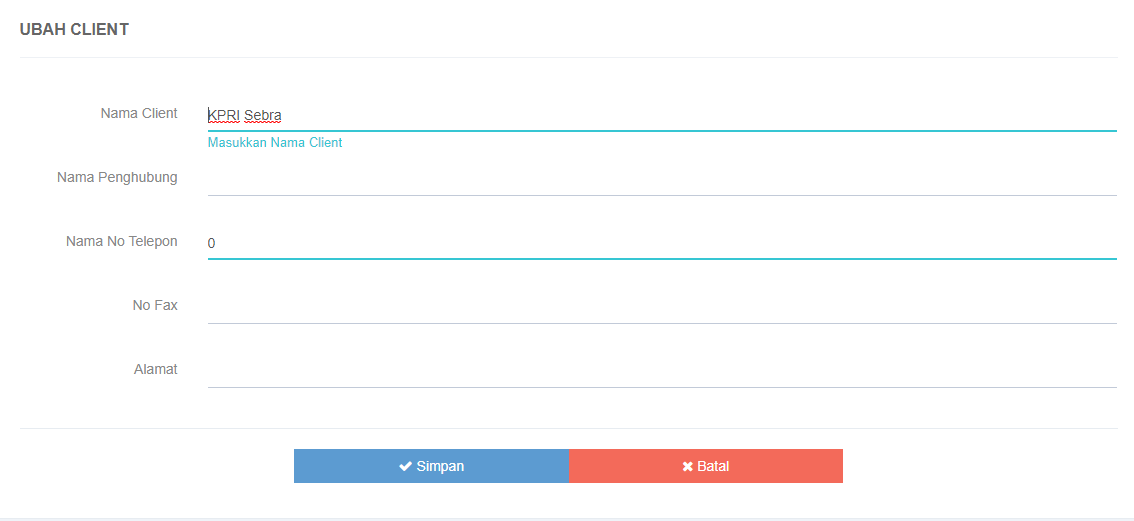 UBAH CLIENT
Nama Client KPRI Sebra
Masukkan Nama Client
Nama Penghubung
Nama No Telepon 0
No Fax
Alamat
Simpan Batal